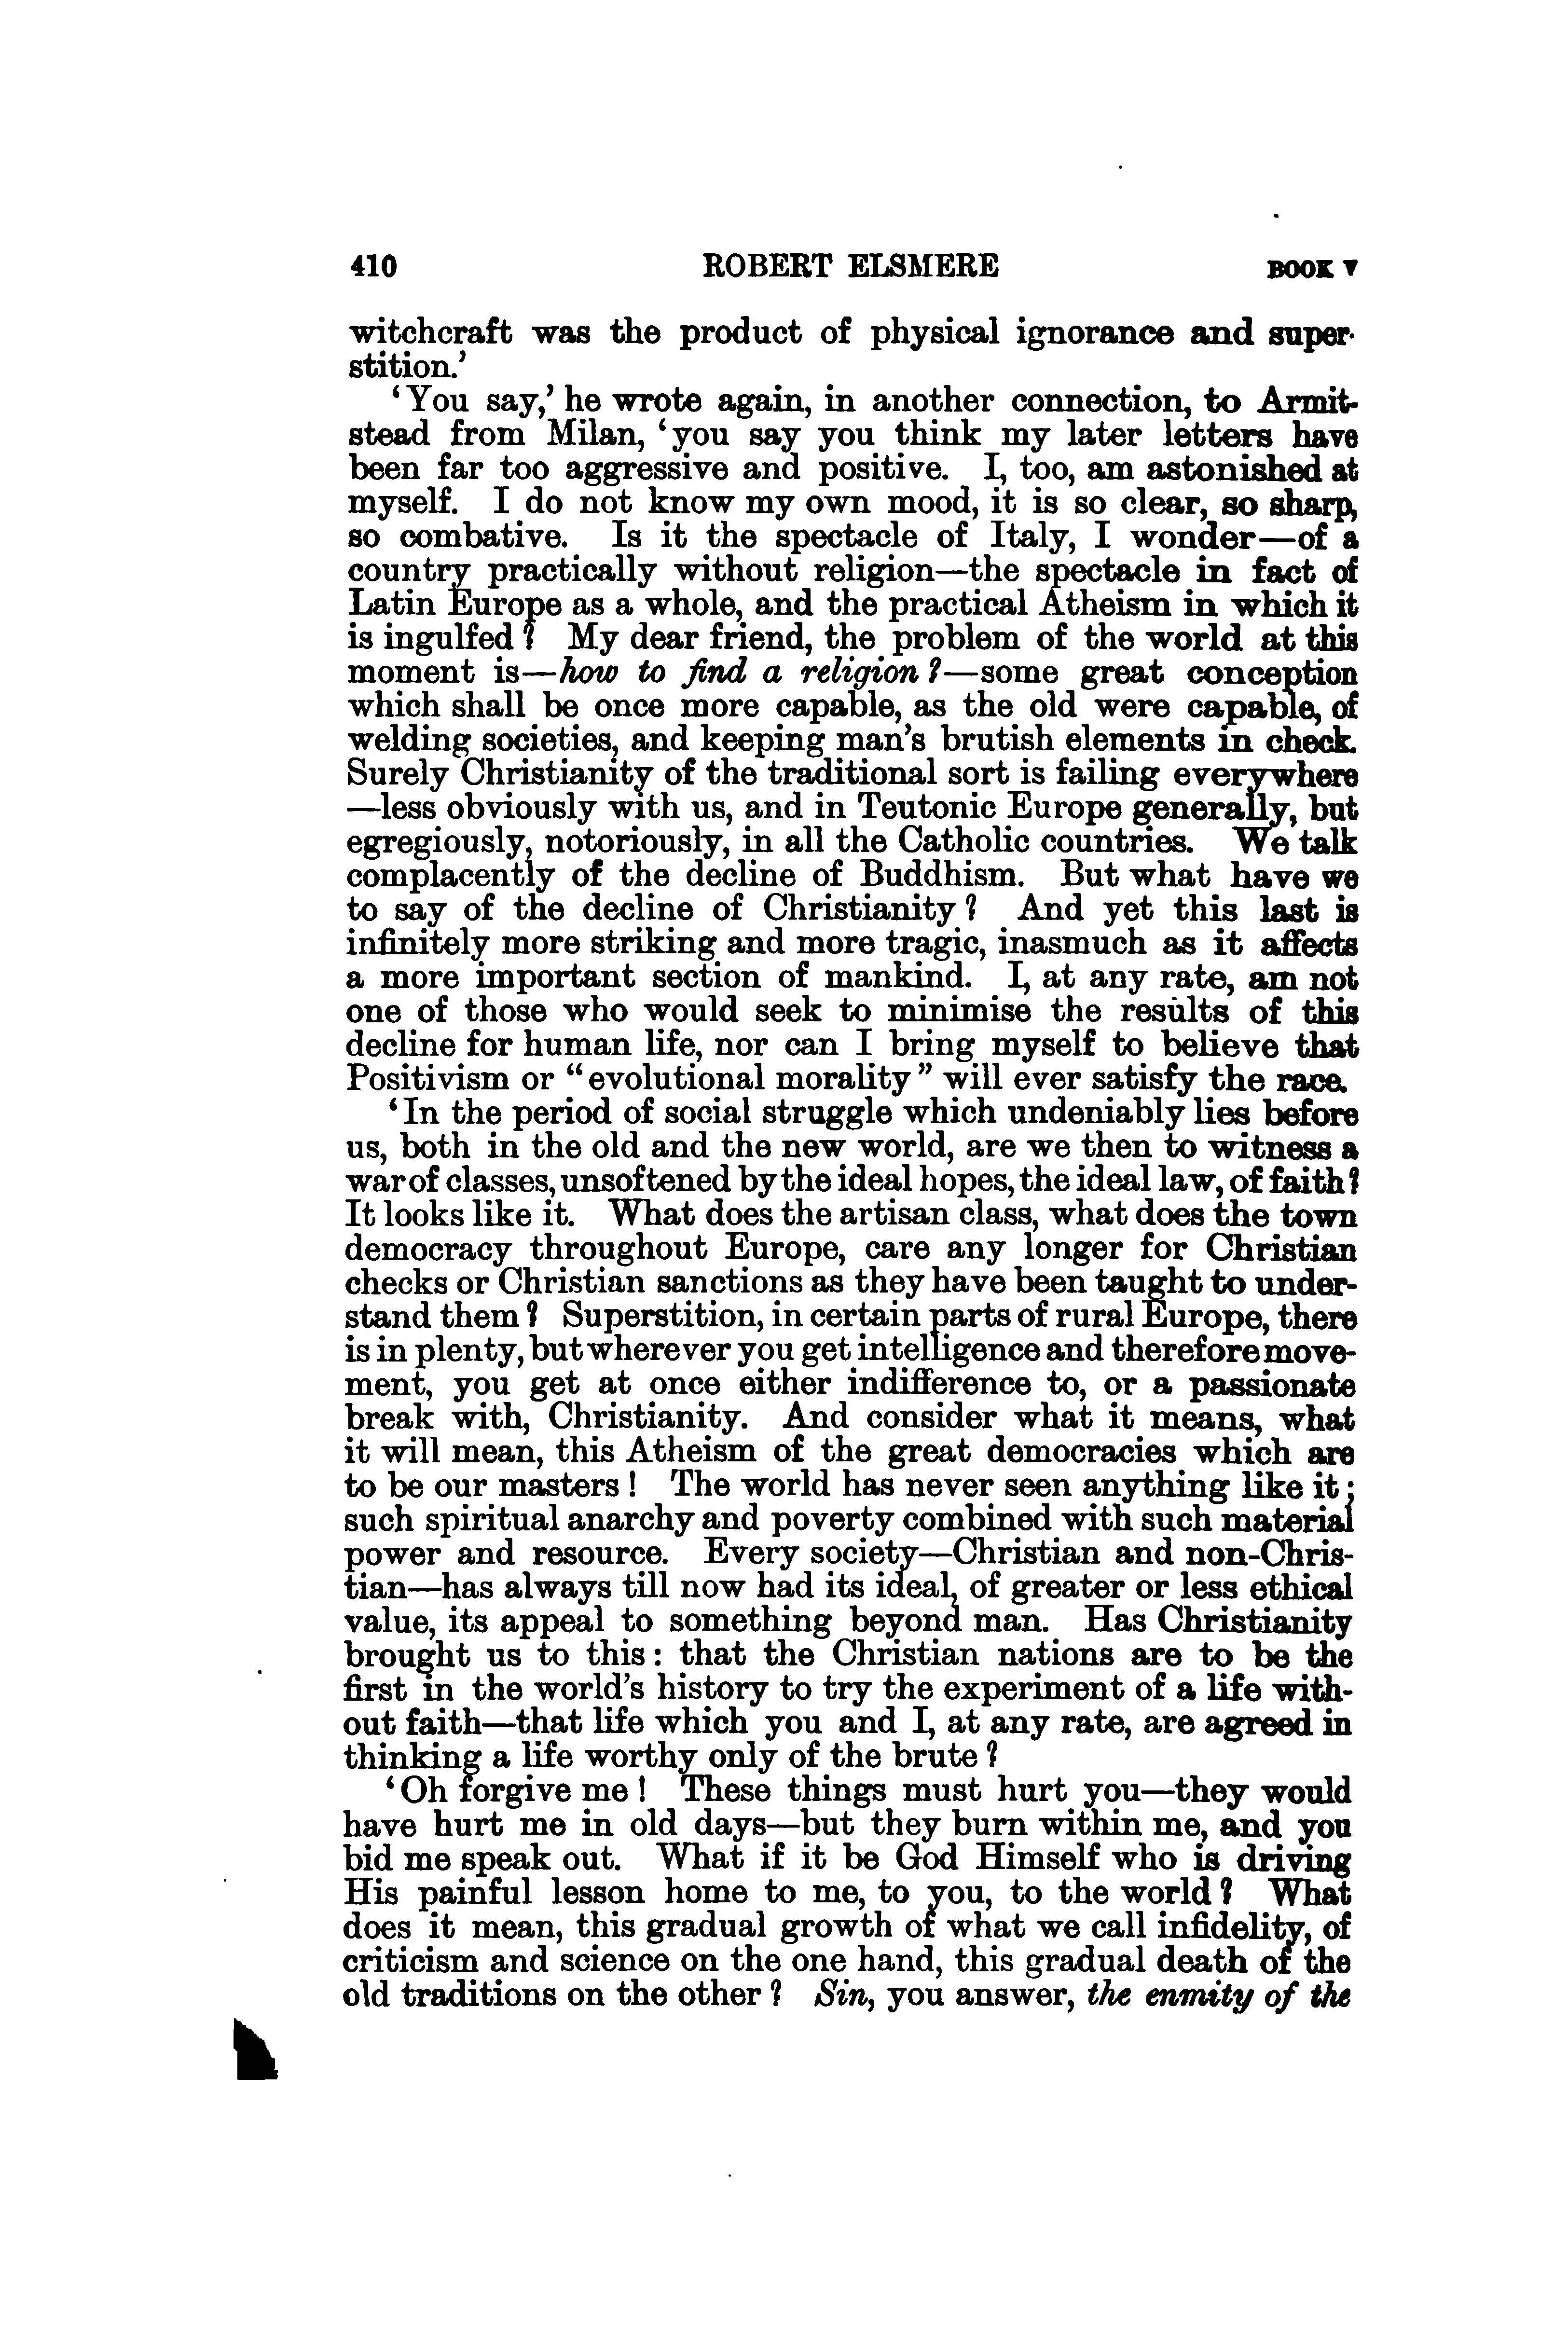 410 ROBERT ELSMERE BOOK V
witchcraft was the product of physical ignorance and super-
stition.’
‘You say,’ he wrote again, in another connection, to Armit-
stead from Milan, ‘you say you think my later letters have
been far too aggressive and positive. I, too, am astonished at
myself. I do not know my own mood, it is so clear, so sharp,
so combative. Is it the spectacle of Italy, I wonder—of a
country practically without religion—the spectacle in fact of
Latin Europe as a whole, and the practical Atheism in which it
is ingulfed? My dear friend, the problem of the world at this
moment is—how to find a religion?—some great conception
which shall be once more capable, as the old were capable, of
welding societies, and keeping man’s brutish elements in check.
Surely Christianity of the traditional sort is failing everywhere
—less obviously with us, and in Teutonic Europe generally, but
egregiously, notoriously, in all the Catholic countries. We talk
complacently of the decline of Buddhism. But what have we
to say of the decline of Christianity? And yet this last is
infinitely more striking and more tragic, inasmuch as it affects
a more important section of mankind. I, at any rate, am not
one of those who would seek to minimise the results of this
decline for human life, nor can I bring myself to believe that
Positivism or “evolutional morality” will ever satisfy the race.
‘In the period of social struggle which undeniably lies before
us, both in the old and the new world, are we then to witness a
war of classes, unsoftened by the ideal hopes, the ideal law, of faith?
It looks like it. What does the artisan class, what does the town
democracy throughout Europe, care any longer for Christian
checks or Christian sanctions as they have been taught to under-
stand them? Superstition, in certain parts of rural Europe, there
is in plenty, but wherever you get intelligence and therefore move-
ment, you get at once either indifference to, or a passionate
break with, Christianity. And consider what it means, what
it will mean, this Atheism of the great democracies which are
to be our masters! The world has never seen anything like it;
such spiritual anarchy and poverty combined with such material
power and resource. Every society—Christian and non-Chris-
tian—has always till now had its ideal, of greater or less ethical
value, its appeal to something beyond man. Has Christianity
brought us to this: that the Christian nations are to be the
first in the world’s history to try the experiment of a life with-
out faith—that life which you and I, at any rate, are agreed in
thinking a life worthy only of the brute?
‘Oh forgive me! These things must hurt you—they would
have hurt me in old days—but they burn within me, and you
bid me speak out. What if it be God Himself who is driving
His painful lesson home to me, to you, to the world? What
does it mean, this gradual growth of what we call infidelity, of
criticism and science on the one hand, this gradual death of the
old traditions on the other? Sin, you answer, the enmity of the